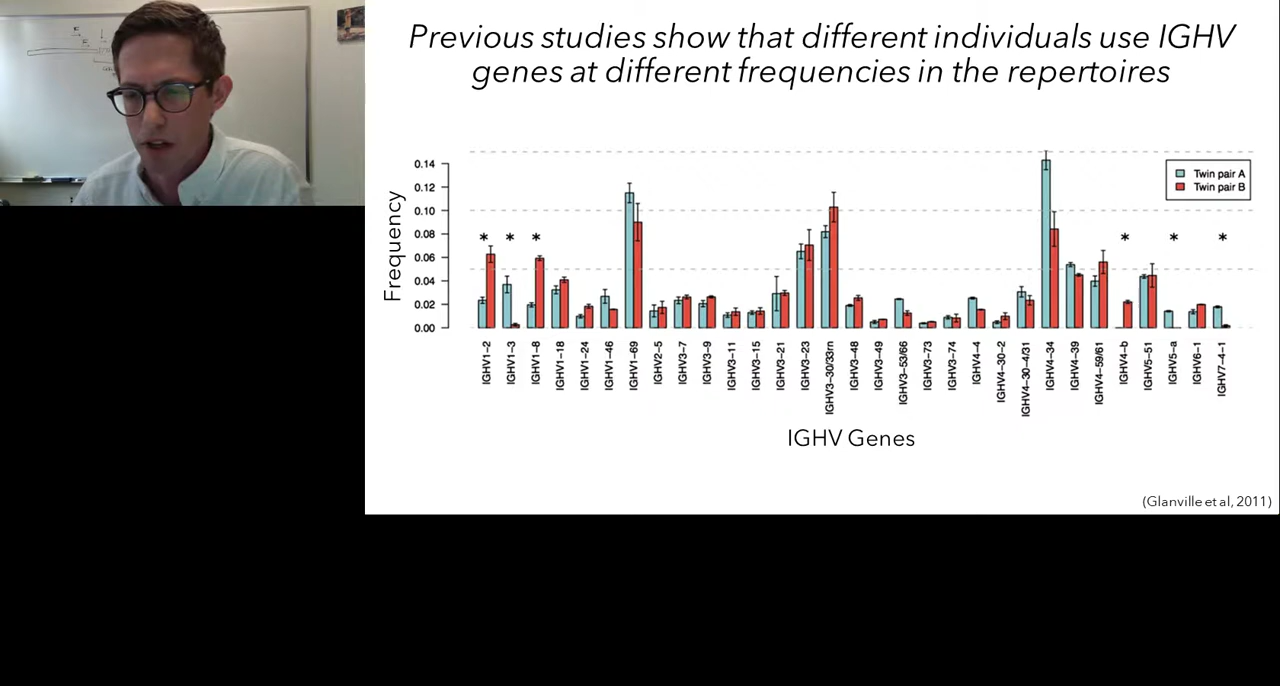 Previous studies show that different individuals use IGHV
genes at different frequencies in the repertoires
Frequency
0.14
0.12
0.10
0.08
0.06
0.04
0.02
0.00
Twin pair A
Twin pair B
* * * * * *
IGHV1–2
IGHV1–3
IGHV1–8
IGHV1–18
IGHV1–24
IGHV1–46
IGHV1–69
IGHV2–5
IGHV3–7
IGHV3–9
IGHV3–11
IGHV3–15
IGHV3–21
IGHV3–23
IGHV3–30/33rn
IGHV3–48
IGHV3–49
IGHV3–53/66
IGHV3–73
IGHV3–74
IGHV4–4
IGHV4–30–2
IGHV4–30–4/31
IGHV4–34
IGHV4–39
IGHV4–59/61
IGHV4–b
IGHV5–51
IGHV5–a
IGHV6–1
IGHV7–4–1
IGHV Genes
(Glanville et al, 2011)